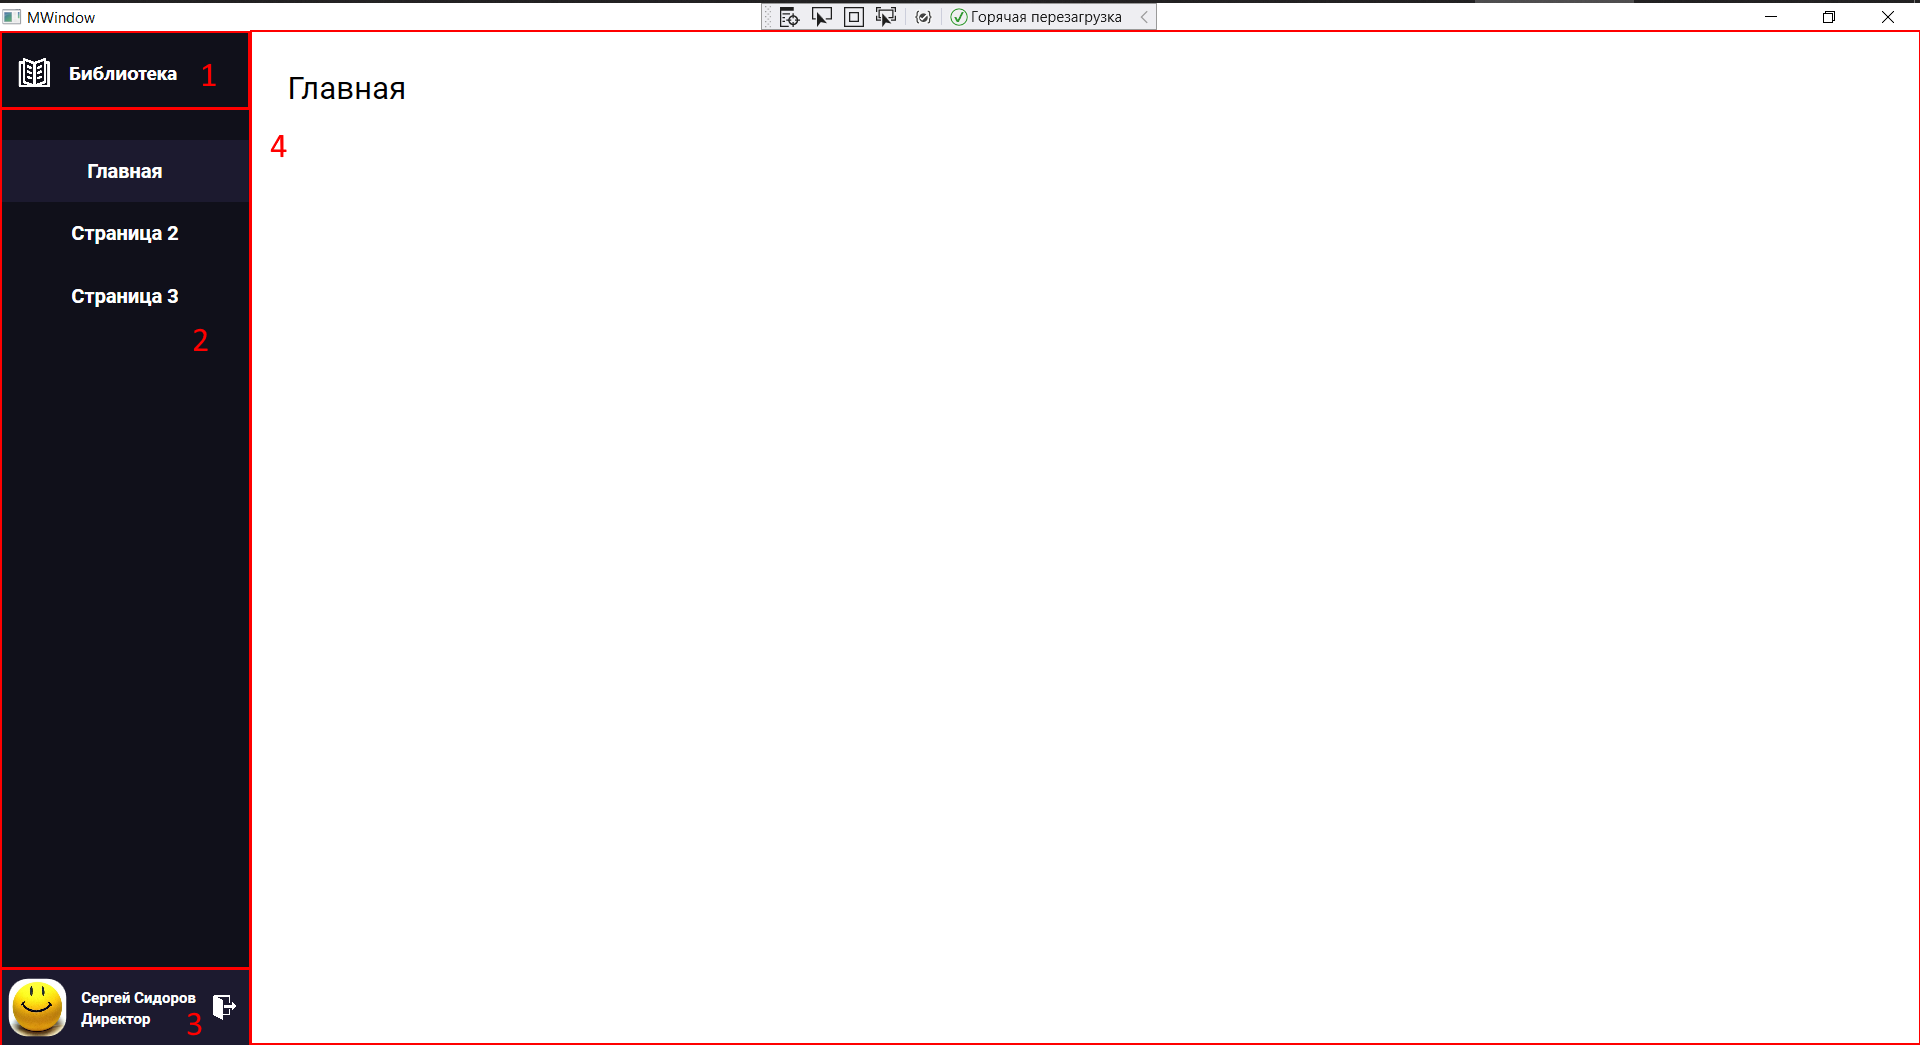 MWindow
Горячая перезагрузка
Библиотека 1
Главная
4
Главная
Страница 2
Страница 3
2
Сергей Сидоров
Директор
3